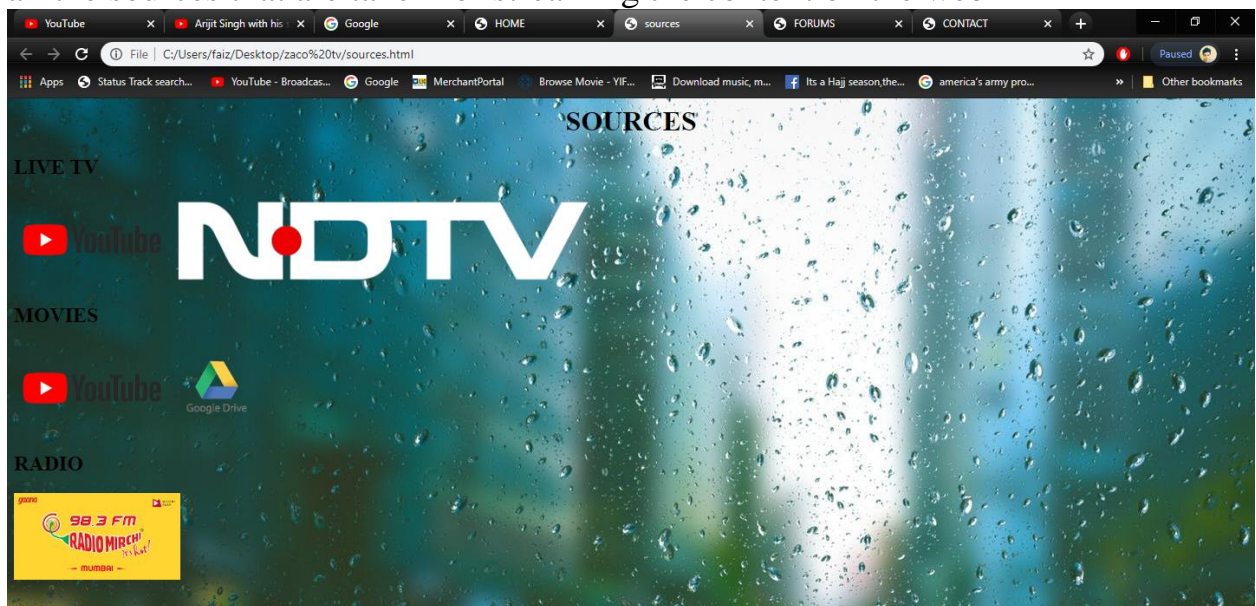 YouTube
Arijit Singh with his
Google
HOME
sources
FORUMS
CONTACT
File | C:/Users/faiz/Desktop/zaco%20tv/sources.html
Paused
Apps
Status Track search...
YouTube - Broadcas...
Google
MerchantPortal
Browse Movie - YIF...
Download music, m...
Its a Hajj season,the...
america's army pro...
»
Other bookmarks
SOURCES
LIVE TV
YouTube
NDTV
MOVIES
YouTube
Google Drive
RADIO
gaana
98.3 FM
RADIO MIRCHI
MUMBAI